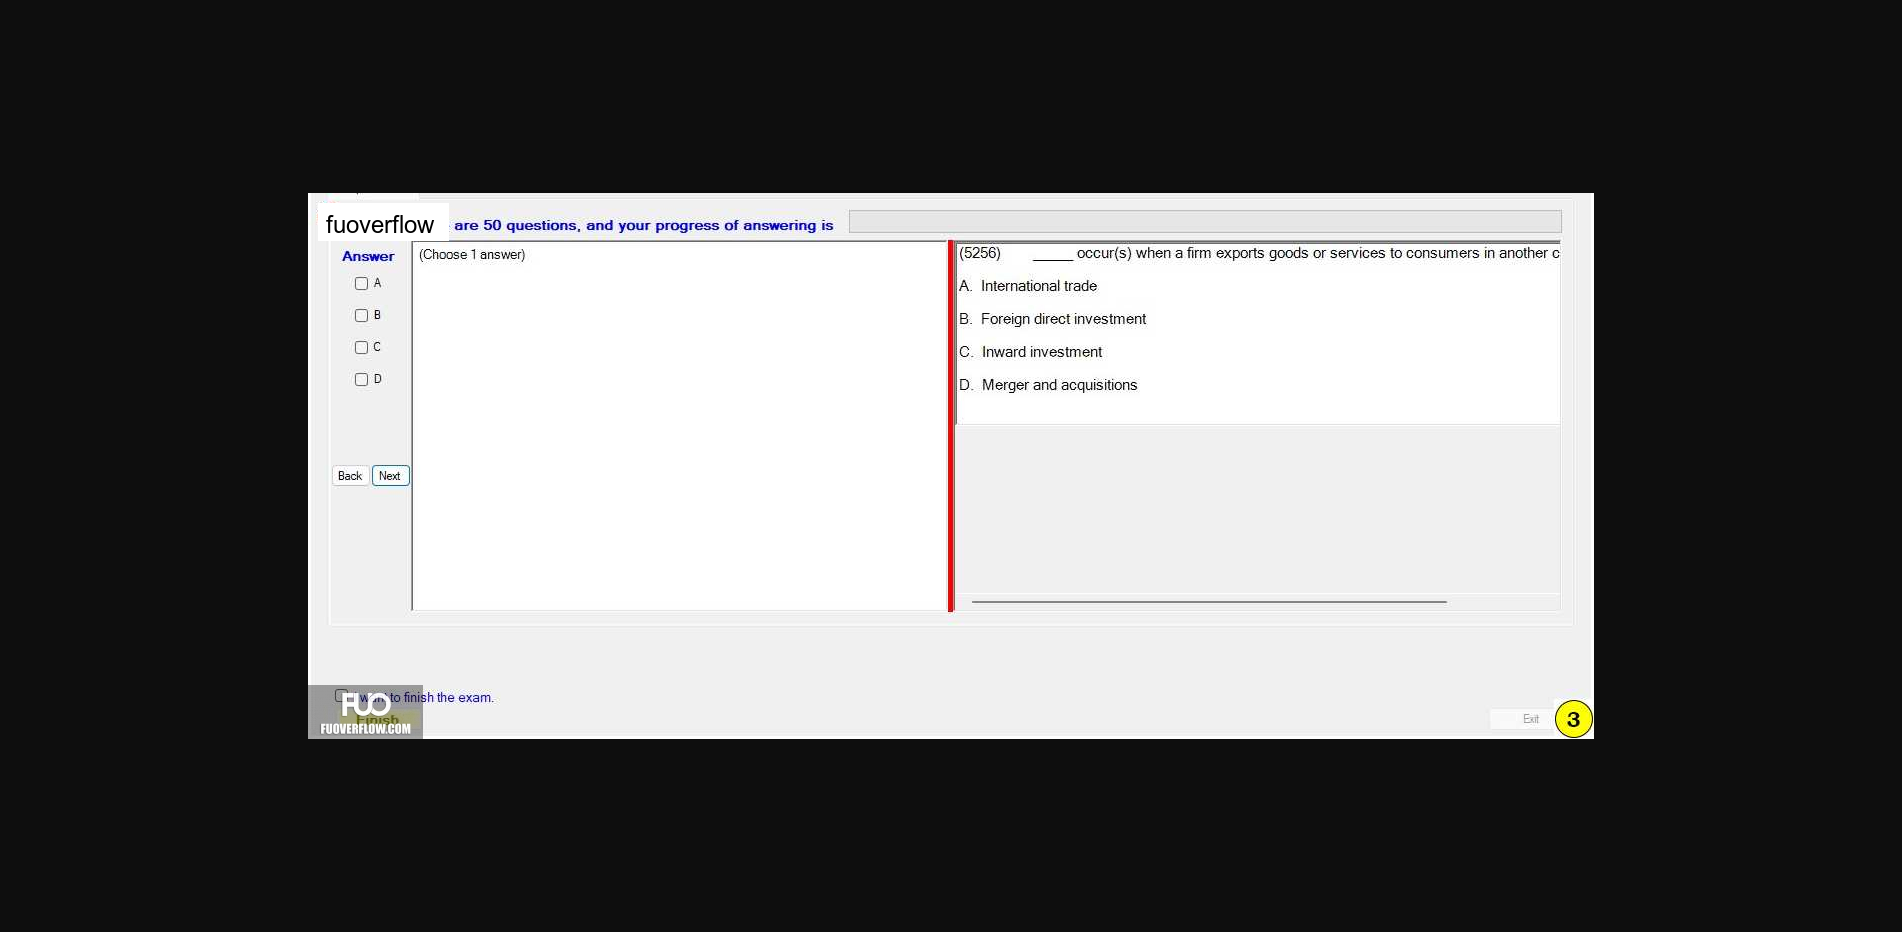 fuoverflow are 50 questions, and your progress of answering is
Answer
(Choose 1 answer)
A
B
C
D
Back Next
(5256) _____ occur(s) when a firm exports goods or services to consumers in another c
A. International trade
B. Foreign direct investment
C. Inward investment
D. Merger and acquisitions
want to finish the exam.
Finish
FUO
FUOVERFLOW.COM
Exit
3